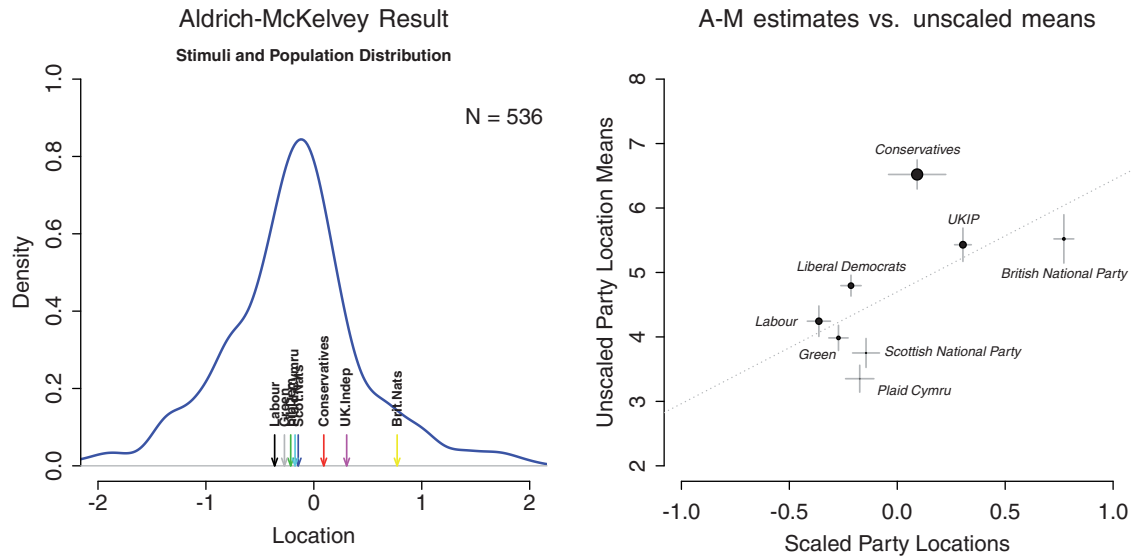 Aldrich-McKelvey Result
Stimuli and Population Distribution
N = 536
Density
1.0
0.8
0.6
0.4
0.2
0.0
Labour
Green
Scot.Nats
Conservatives
UK.Indep
Brit.Nats
-2
-1
0
1
2
Location
A-M estimates vs. unscaled means
Unscaled Party Location Means
8
7
6
5
4
3
2
Conservatives
UKIP
British National Party
Liberal Democrats
Labour
Green
Scottish National Party
Plaid Cymru
-1.0
-0.5
0.0
0.5
1.0
Scaled Party Locations